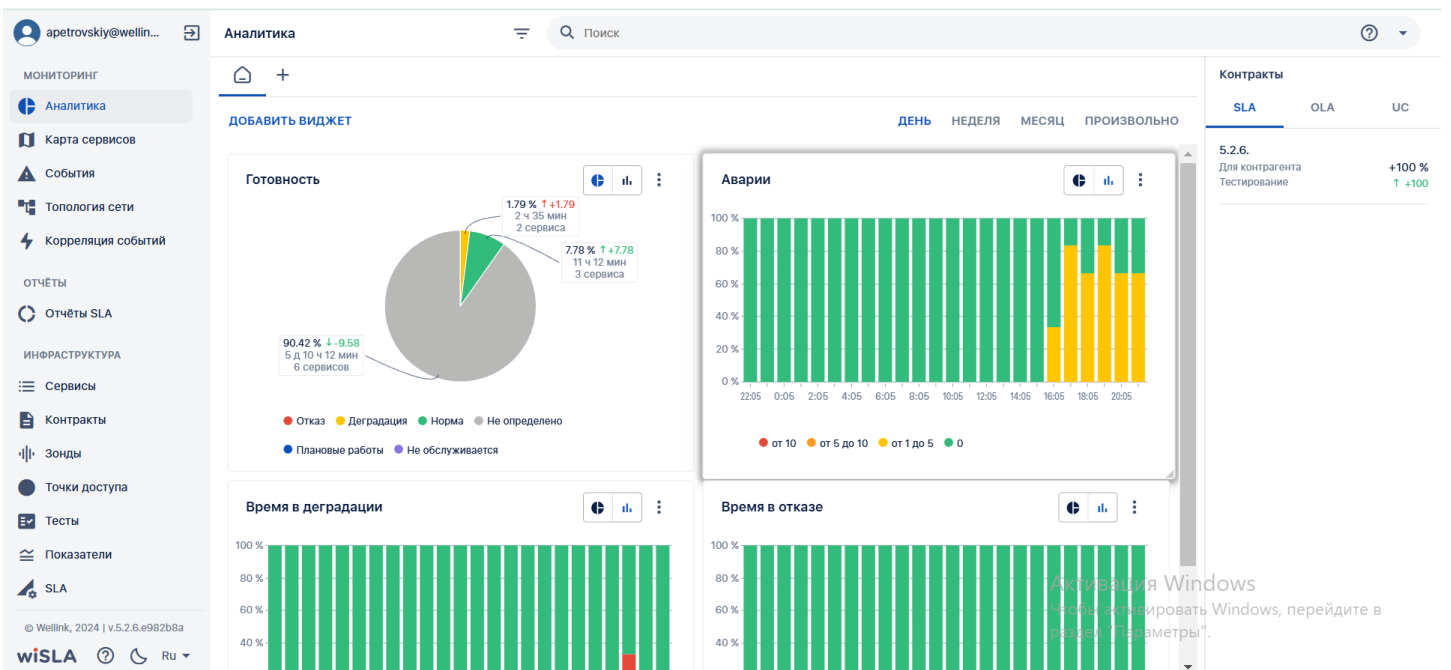 apetrovskiy@wellin...
МОНИТОРИНГ
Аналитика
Карта сервисов
События
Топология сети
Корреляция событий
ОТЧЁТЫ
Отчёты SLA
ИНФРАСТРУКТУРА
Сервисы
Контракты
Зонды
Точки доступа
Тесты
Показатели
SLA
© Wellink, 2024 | v.5.2.6.e982b8a
wiSLA
Ru
Аналитика
Поиск
ДОБАВИТЬ ВИДЖЕТ
ДЕНЬ НЕДЕЛЯ МЕСЯЦ ПРОИЗВОЛЬНО
Готовность
1.79 % ↑ +1.79
2 ч 35 мин
2 сервиса
7.78 % ↑ +7.78
11 ч 12 мин
3 сервиса
90.42 % ↓ -9.58
5 д 10 ч 12 мин
6 сервисов
Отказ Деградация Норма Не определено
Плановые работы Не обслуживается
Аварии
100 %
80 %
60 %
40 %
20 %
0 %
22:05 0:05 2:05 4:05 6:05 8:05 10:05 12:05 14:05 16:05 18:05 20:05
от 10 от 5 до 10 от 1 до 5 0
Время в деградации
100 %
80 %
60 %
40 %
Время в отказе
100 %
80 %
60 %
40 %
Контракты
SLA OLA UC
5.2.6.
Для контрагента
Тестирование
+100 %
↑ +100
Активация Windows
Чтобы активировать Windows, перейдите в
раздел "Параметры".